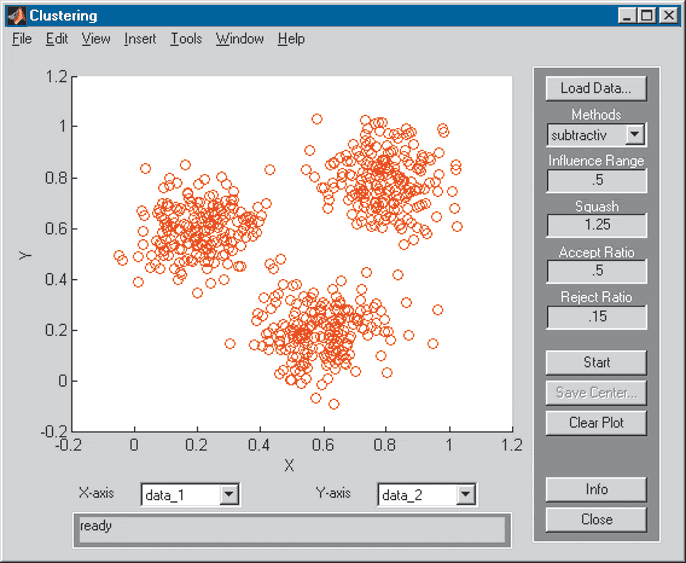 Clustering
File Edit View Insert Tools Window Help
1.2
1
0.8
0.6
0.4
0.2
0
-0.2
Y
-0.2 0 0.2 0.4 0.6 0.8 1 1.2
X
X-axis data_1 Y-axis data_2
ready
Load Data...
Methods
subtractiv
Influence Range
.5
Squash
1.25
Accept Ratio
.5
Reject Ratio
.15
Start
Save Center...
Clear Plot
Info
Close